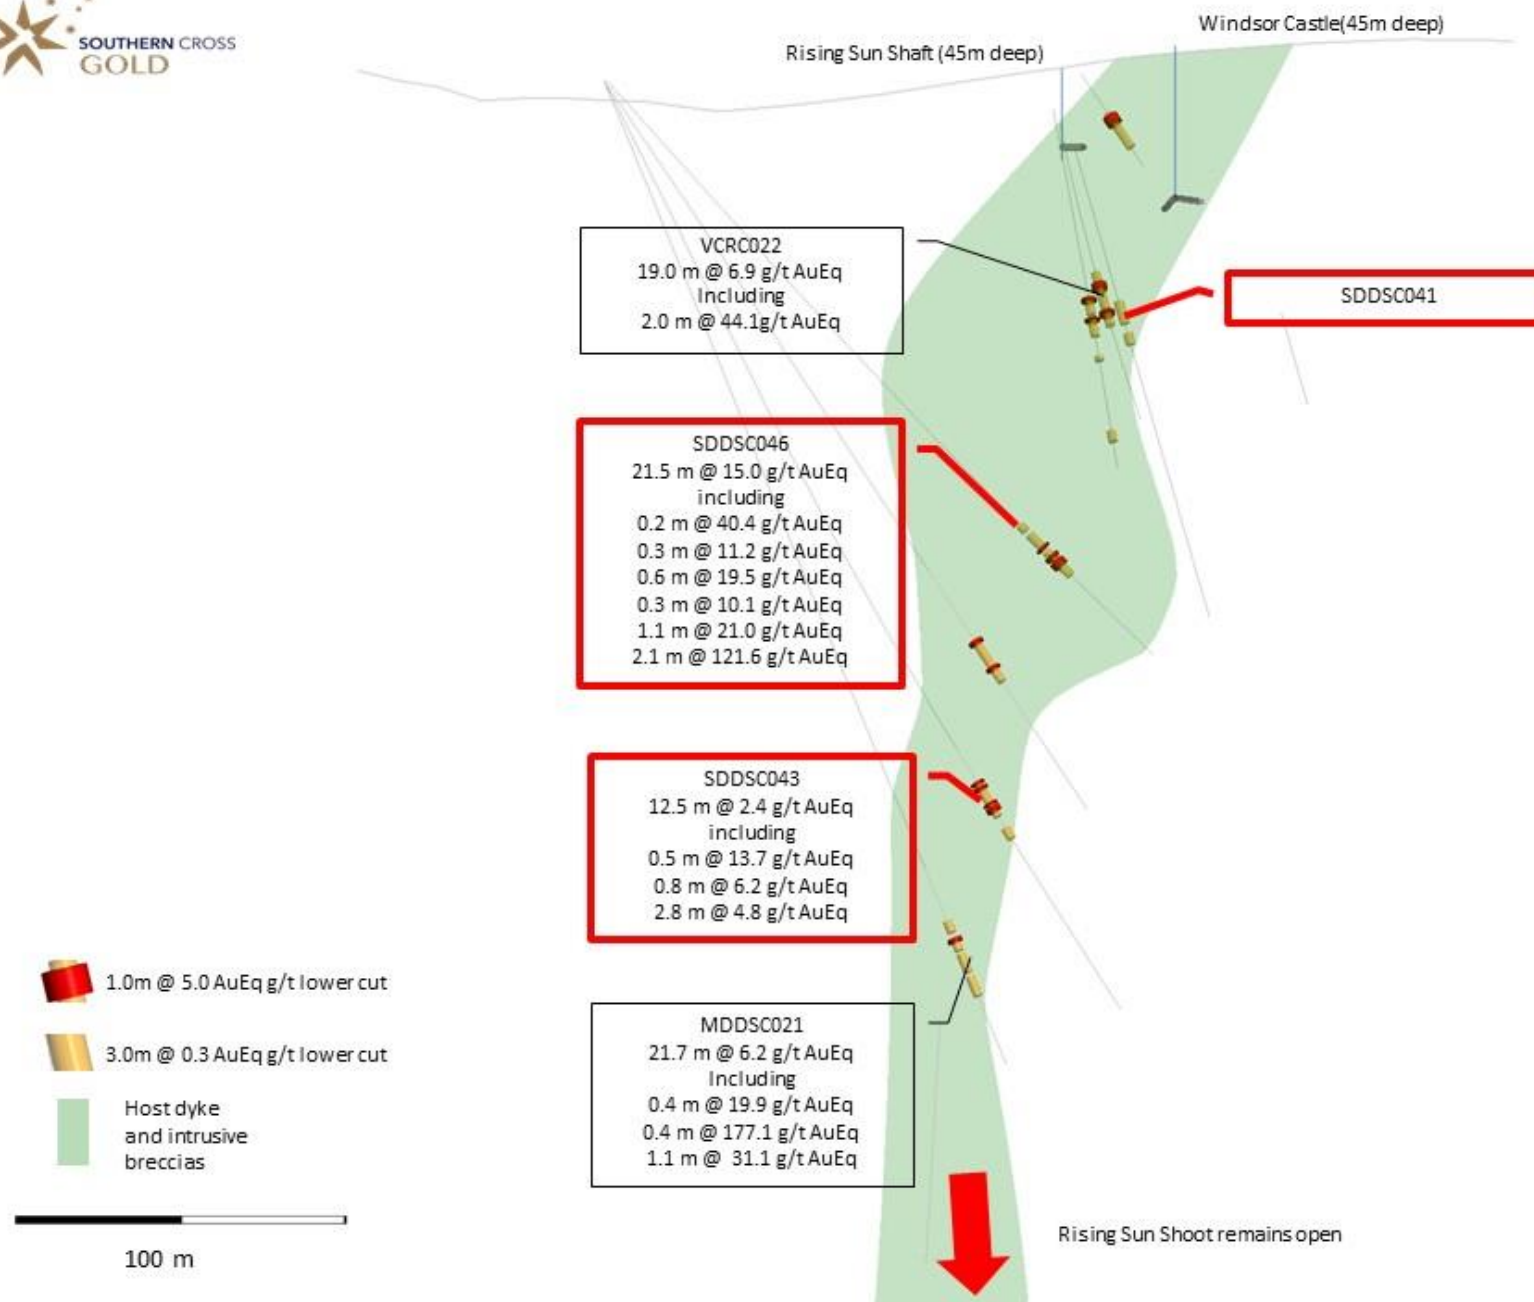 SOUTHERN CROSS
GOLD
Windsor Castle(45m deep)
Rising Sun Shaft (45m deep)
VCRC022
19.0 m @ 6.9 g/t AuEq
Including
2.0 m @ 44.1g/t AuEq
SDDSC041
SDDSC046
21.5 m @ 15.0 g/t AuEq
including
0.2 m @ 40.4 g/t AuEq
0.3 m @ 11.2 g/t AuEq
0.6 m @ 19.5 g/t AuEq
0.3 m @ 10.1 g/t AuEq
1.1 m @ 21.0 g/t AuEq
2.1 m @ 121.6 g/t AuEq
SDDSC043
12.5 m @ 2.4 g/t AuEq
including
0.5 m @ 13.7 g/t AuEq
0.8 m @ 6.2 g/t AuEq
2.8 m @ 4.8 g/t AuEq
MDDSC021
21.7 m @ 6.2 g/t AuEq
Including
0.4 m @ 19.9 g/t AuEq
0.4 m @ 177.1 g/t AuEq
1.1 m @ 31.1 g/t AuEq
1.0m @ 5.0 AuEq g/t lower cut
3.0m @ 0.3 AuEq g/t lower cut
Host dyke
and intrusive
breccias
100 m
Rising Sun Shoot remains open